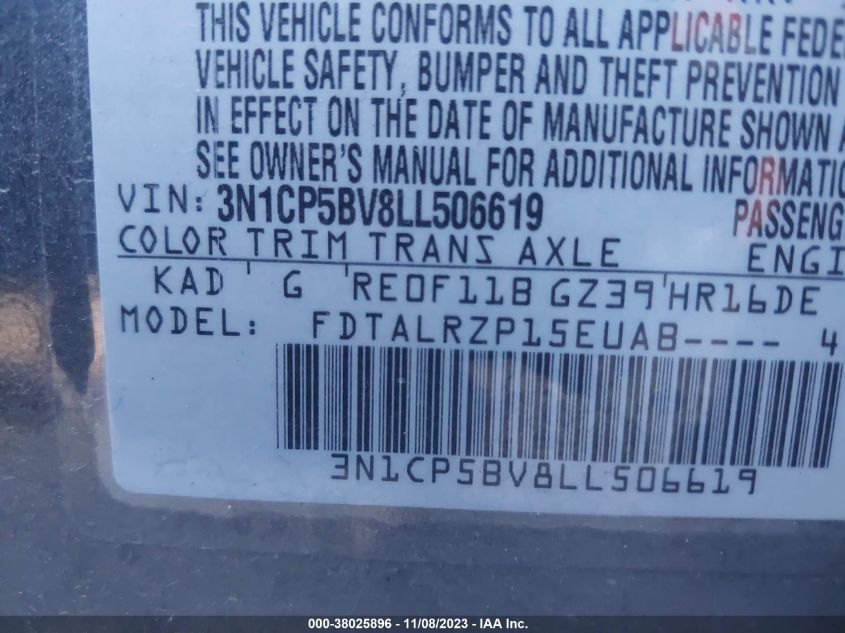 THIS VEHICLE CONFORMS TO ALL APPLICABLE FEDE
VEHICLE SAFETY, BUMPER AND THEFT PREVENTION
IN EFFECT ON THE DATE OF MANUFACTURE SHOWN A
SEE OWNER'S MANUAL FOR ADDITIONAL INFORMATIO
VIN: 3N1CP5BV8LL506619 PASSENG
COLOR TRIM TRANS AXLE ENGI
KAD ' G 'RE0F11B GZ39'HR16DE
MODEL: FDTALRZP15EUAB---- 4
3N1CP5BV8LL506619
000-38025896 - 11/08/2023 - IAA Inc.